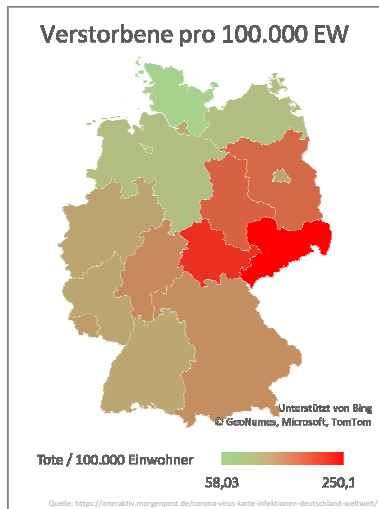 Verstorbene pro 100.000 EW
Unterstützt von Bing
© GeoNames, Microsoft, TomTom
Tote / 100.000 Einwohner
58,03
250,1
Quelle: https://interaktiv.morgenpost.de/corona-virus-karte-infektionen-deutschland-weltweit/